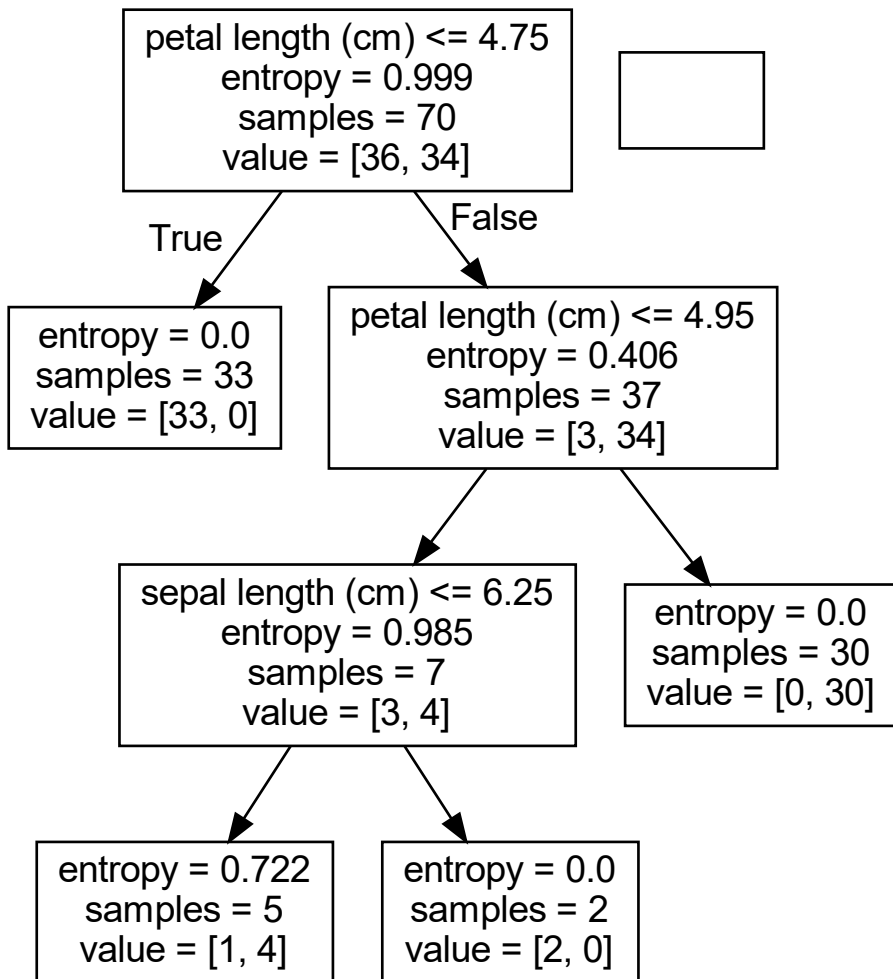 petal length (cm) <= 4.75
entropy = 0.999
samples = 70
value = [36, 34]
True
False
entropy = 0.0
samples = 33
value = [33, 0]
petal length (cm) <= 4.95
entropy = 0.406
samples = 37
value = [3, 34]
sepal length (cm) <= 6.25
entropy = 0.985
samples = 7
value = [3, 4]
entropy = 0.0
samples = 30
value = [0, 30]
entropy = 0.722
samples = 5
value = [1, 4]
entropy = 0.0
samples = 2
value = [2, 0]